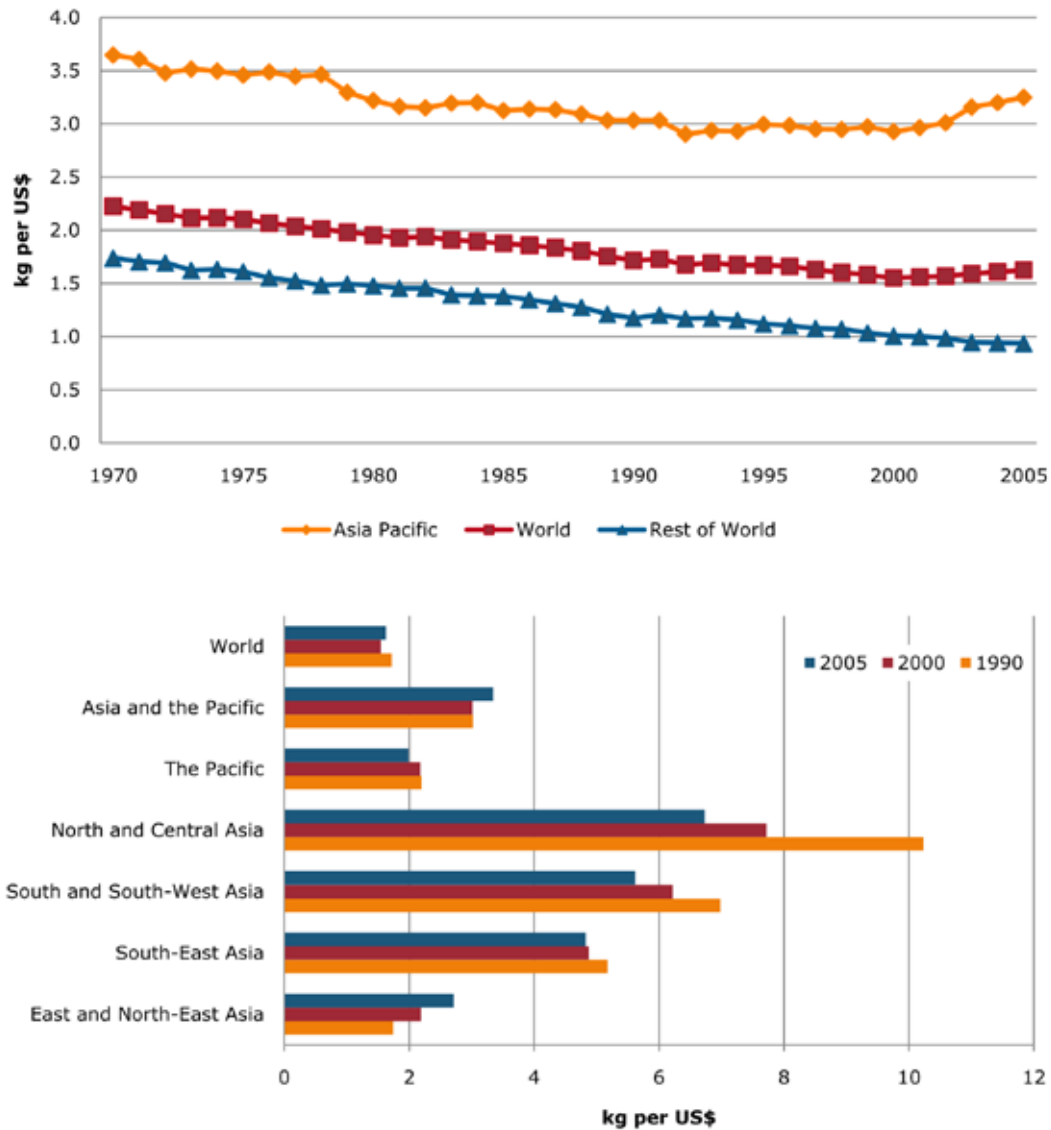 4.0
3.5
3.0
2.5
2.0
1.5
1.0
0.5
0.0
kg per US$
1970 1975 1980 1985 1990 1995 2000 2005
Asia Pacific World Rest of World
2005 2000 1990
World
Asia and the Pacific
The Pacific
North and Central Asia
South and South-West Asia
South-East Asia
East and North-East Asia
0 2 4 6 8 10 12
kg per US$